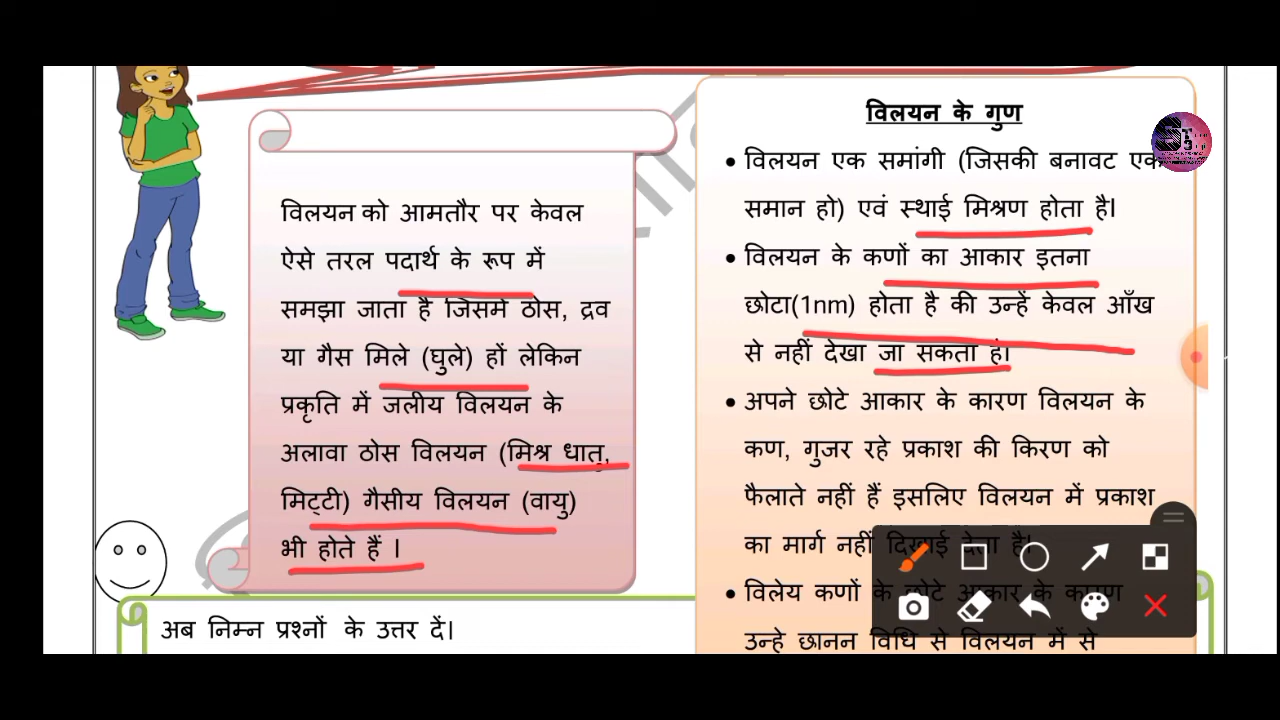 विलयन को आमतौर पर केवल
ऐसे तरल पदार्थ के रूप में
समझा जाता है जिसमें ठोस, द्रव
या गैस मिले (घुले) हों लेकिन
प्रकृति में जलीय विलयन के
अलावा ठोस विलयन (मिश्र धातु,
मिट्टी) गैसीय विलयन (वायु)
भी होते हैं ।
विलयन के गुण
• विलयन एक समांगी (जिसकी बनावट एक
समान हो) एवं स्थाई मिश्रण होता है।
• विलयन के कणों का आकार इतना
छोटा(1nm) होता है की उन्हें केवल आँख
से नहीं देखा जा सकता है।
• अपने छोटे आकार के कारण विलयन के
कण, गुजर रहे प्रकाश की किरण को
फैलाते नहीं हैं इसलिए विलयन में प्रकाश
का मार्ग नहीं दिखाई देता है।
• विलेय कणों के छोटे आकार के कारण
उन्हे छानन विधि से विलयन में से
अब निम्न प्रश्नों के उत्तर दें।